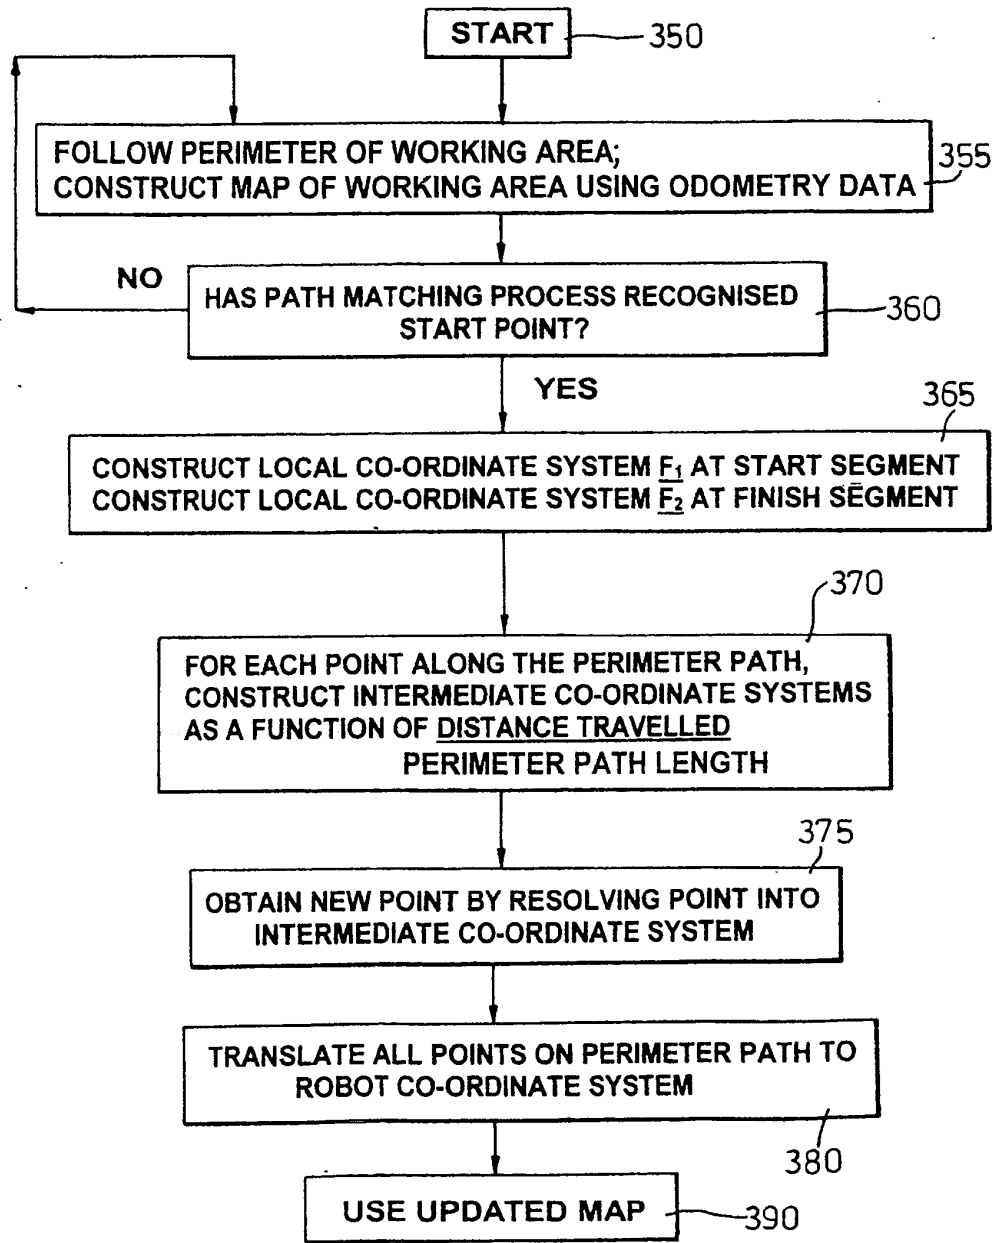 START
350
FOLLOW PERIMETER OF WORKING AREA;
CONSTRUCT MAP OF WORKING AREA USING ODOMETRY DATA
355
NO
HAS PATH MATCHING PROCESS RECOGNISED
START POINT?
360
YES
365
CONSTRUCT LOCAL CO-ORDINATE SYSTEM F1 AT START SEGMENT
CONSTRUCT LOCAL CO-ORDINATE SYSTEM F2 AT FINISH SEGMENT
370
FOR EACH POINT ALONG THE PERIMETER PATH,
CONSTRUCT INTERMEDIATE CO-ORDINATE SYSTEMS
AS A FUNCTION OF DISTANCE TRAVELLED
PERIMETER PATH LENGTH
375
OBTAIN NEW POINT BY RESOLVING POINT INTO
INTERMEDIATE CO-ORDINATE SYSTEM
TRANSLATE ALL POINTS ON PERIMETER PATH TO
ROBOT CO-ORDINATE SYSTEM
380
USE UPDATED MAP
390